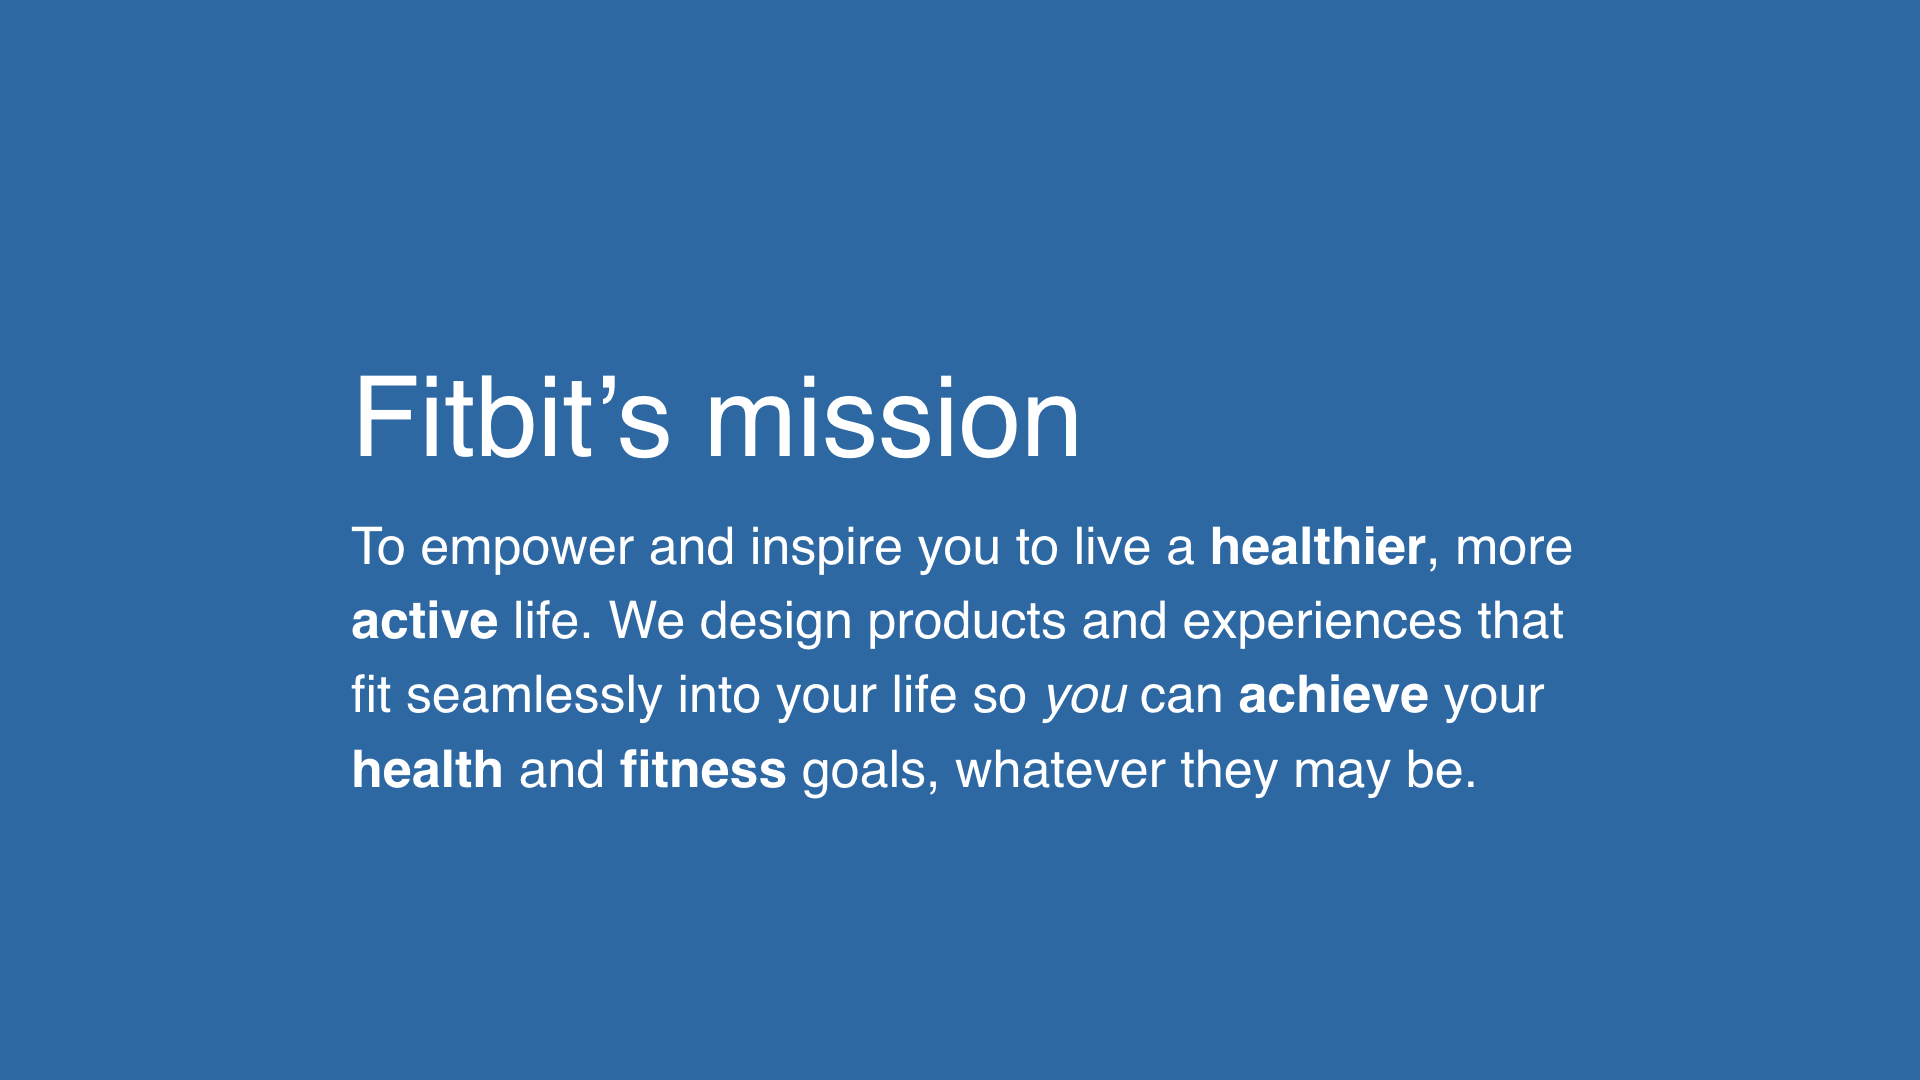 Fitbit’s mission
To empower and inspire you to live a healthier, more
active life. We design products and experiences that
fit seamlessly into your life so you can achieve your
health and fitness goals, whatever they may be.